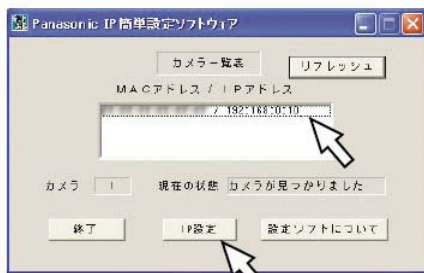 Panasonic IP簡単設定ソフトウェア
カメラ一覧表
リフレッシュ
MACアドレス / IPアドレス
/ 192.168.0.10
カメラ 1 現在の状態 カメラが見つかりました
終了 IP設定 設定ソフトについて